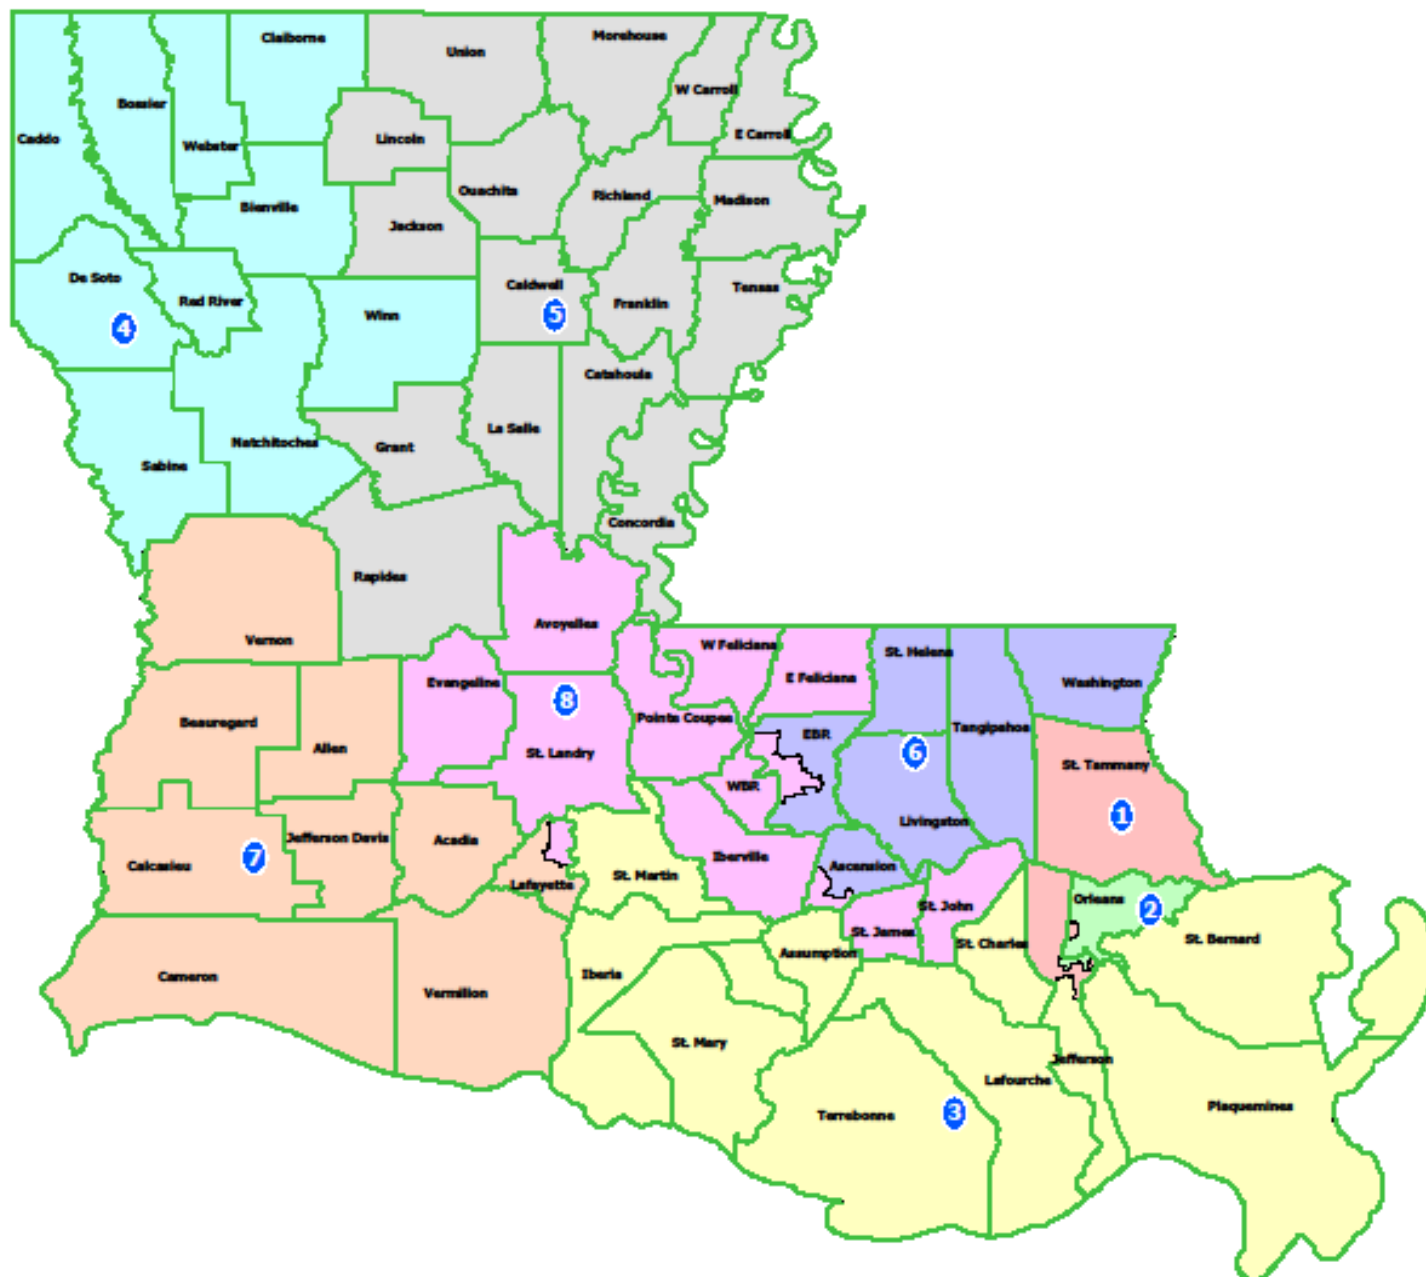 Claiborne
Union
Morehouse
W Carroll
Bossier
Caddo
Webster
Lincoln
E Carroll
Ouachita
Richland
Madison
Bienville
Jackson
De Soto
Red River
Caldwell
Franklin
Tensas
4
Winn
5
Catahoula
La Salle
Natchitoches
Grant
Sabine
Concordia
Rapides
Avoyelles
Vernon
W Feliciana
St. Helena
E Feliciana
Washington
Evangeline
8
Beauregard
Pointe Coupee
Tangipahoa
EBR
Allen
St. Landry
6
St. Tammany
WBR
1
Livingston
Jefferson Davis
Acadia
7
Calcasieu
Iberville
Ascension
Lafayette
St. Martin
Orleans
2
St. John
St. James
St. Charles
St. Bernard
Assumption
Cameron
Iberia
Vermilion
St. Mary
Jefferson
Lafourche
Terrebonne
3
Plaquemines